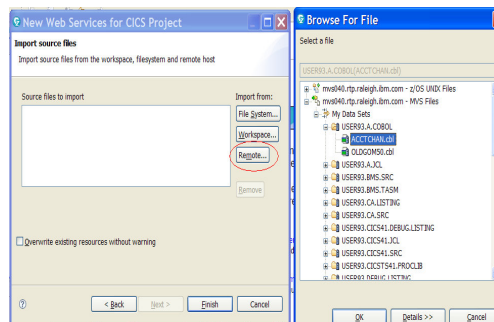 New Web Services for CICS Project
Import source files
Import source files from the workspace, filesystem and remote host
Source files to import
Import from:
File System...
Workspace...
Remote...
Remove
Overwrite existing resources without warning
< Back
Next >
Finish
Cancel
Browse For File
Select a file
USER93.A.COBOL(ACCTCHAN.cbl)
mvs040.rtp.raleigh.ibm.com - z/OS UNIX Files
mvs040.rtp.raleigh.ibm.com - MVS Files
My Data Sets
USER93.A.COBOL
ACCTCHAN.cbl
OLDGOM50.cbl
USER93.A.JCL
USER93.BMS.SRC
USER93.BMS.TASM
USER93.CA.LISTING
USER93.CA.SRC
USER93.CICS41.DEBUG.LISTING
USER93.CICS41.JCL
USER93.CICS41.SRC
USER93.CICSTS41.PROCLIB
USER93.DEBUG.LISTING
OK
Details >>
Cancel